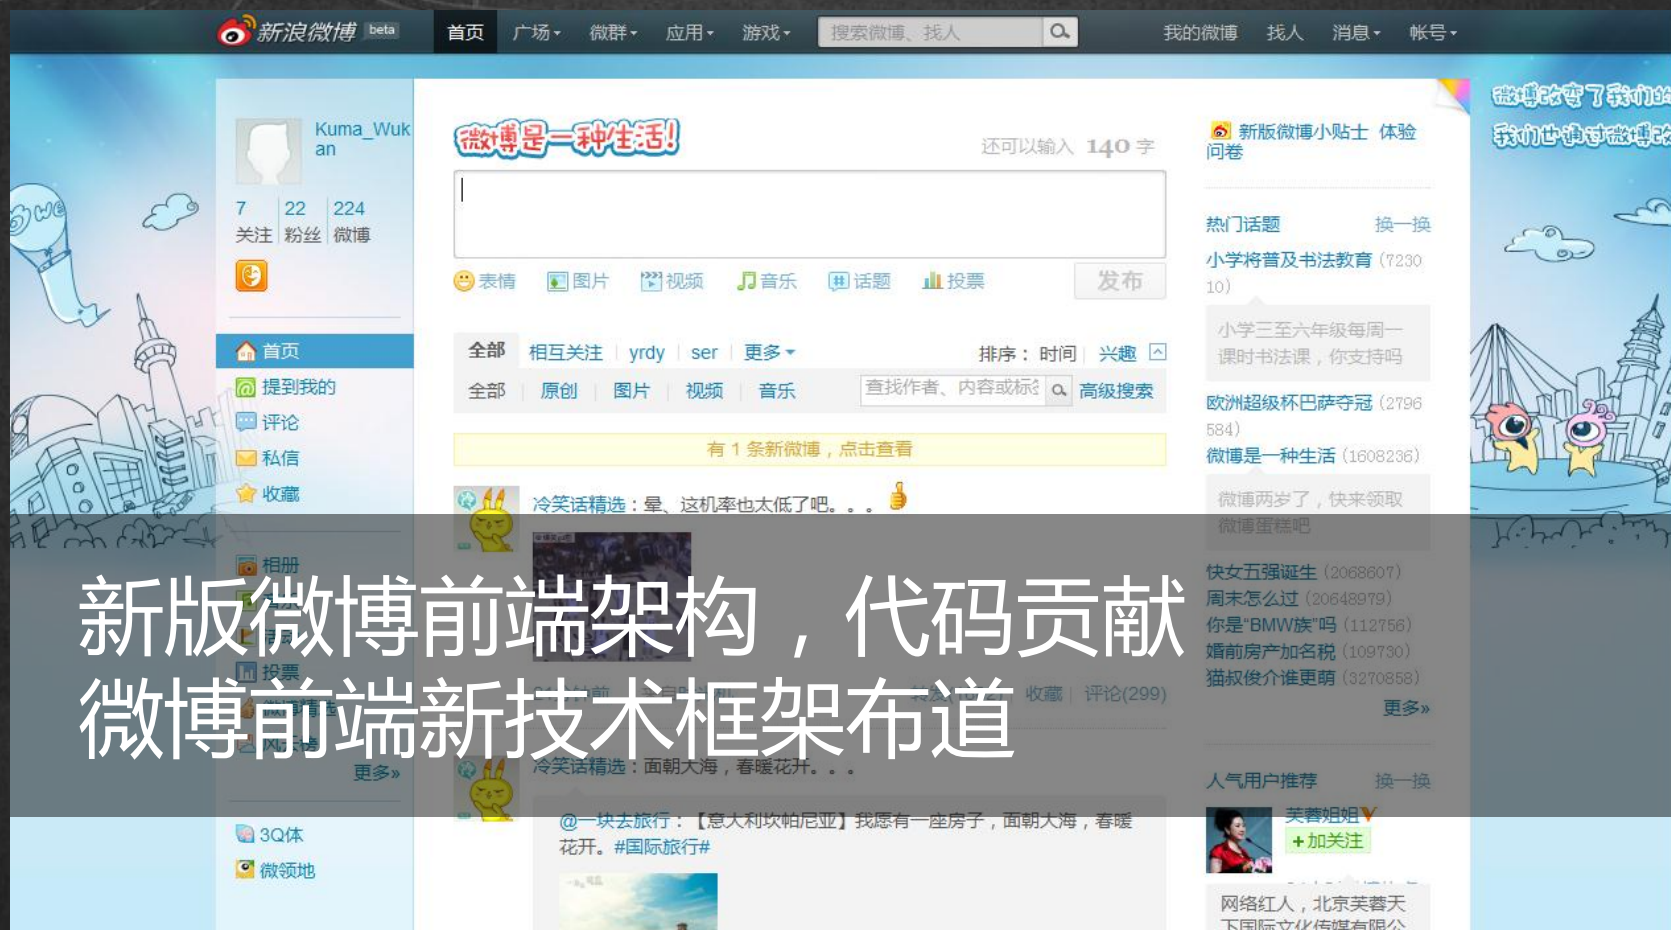 新浪微博 beta
首页 广场 微群 应用 游戏 搜索微博、找人 我的微博 找人 消息 帐号
Kuma_Wuk
an
7 22 224
关注 粉丝 微博
首页
提到我的
评论
私信
收藏
相册
活动
投票
微博精选
风云榜
更多»
3Q体
微领地
微博是一种生活!
还可以输入 140 字
表情 图片 视频 音乐 话题 投票 发布
全部 相互关注 yrdy ser 更多 排序： 时间 兴趣
全部 原创 图片 视频 音乐 查找作者、内容或标签 高级搜索
有 1 条新微博，点击查看
冷笑话精选：晕、这机率也太低了吧。。。
新版微博前端架构，代码贡献
微博前端新技术框架布道
收藏 评论(299)
冷笑话精选：面朝大海，春暖花开。。。
@一块去旅行：【意大利坎帕尼亚】我愿有一座房子，面朝大海，春暖
花开。#国际旅行#
新版微博小贴士 体验
问卷
热门话题 换一换
小学将普及书法教育 (7230
10)
小学三至六年级每周一
课时书法课，你支持吗
欧洲超级杯巴萨夺冠 (2796
584)
微博是一种生活 (1608236)
微博两岁了，快来领取
微博蛋糕吧
快女五强诞生 (2068607)
周末怎么过 (20648979)
你是“BMW族”吗 (112756)
婚前房产加名税 (109730)
猫叔俊介谁更萌 (3270858)
更多»
人气用户推荐 换一换
芙蓉姐姐
+加关注
网络红人，北京芙蓉天
下国际文化传媒有限公
微博改变了我们的
我们也通过微博改